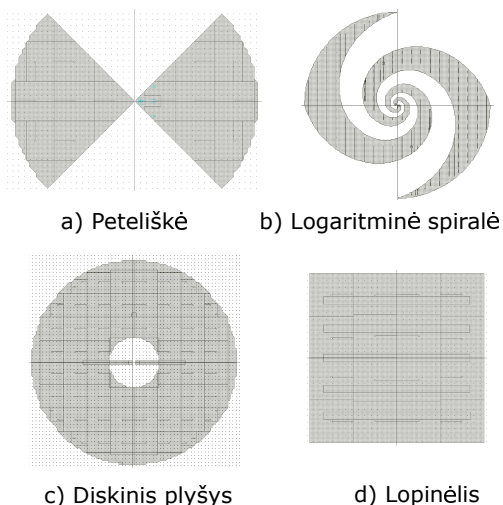 a) Peteliškė
b) Logaritminė spiralė
c) Diskinis plyšys
d) Lopinėlis